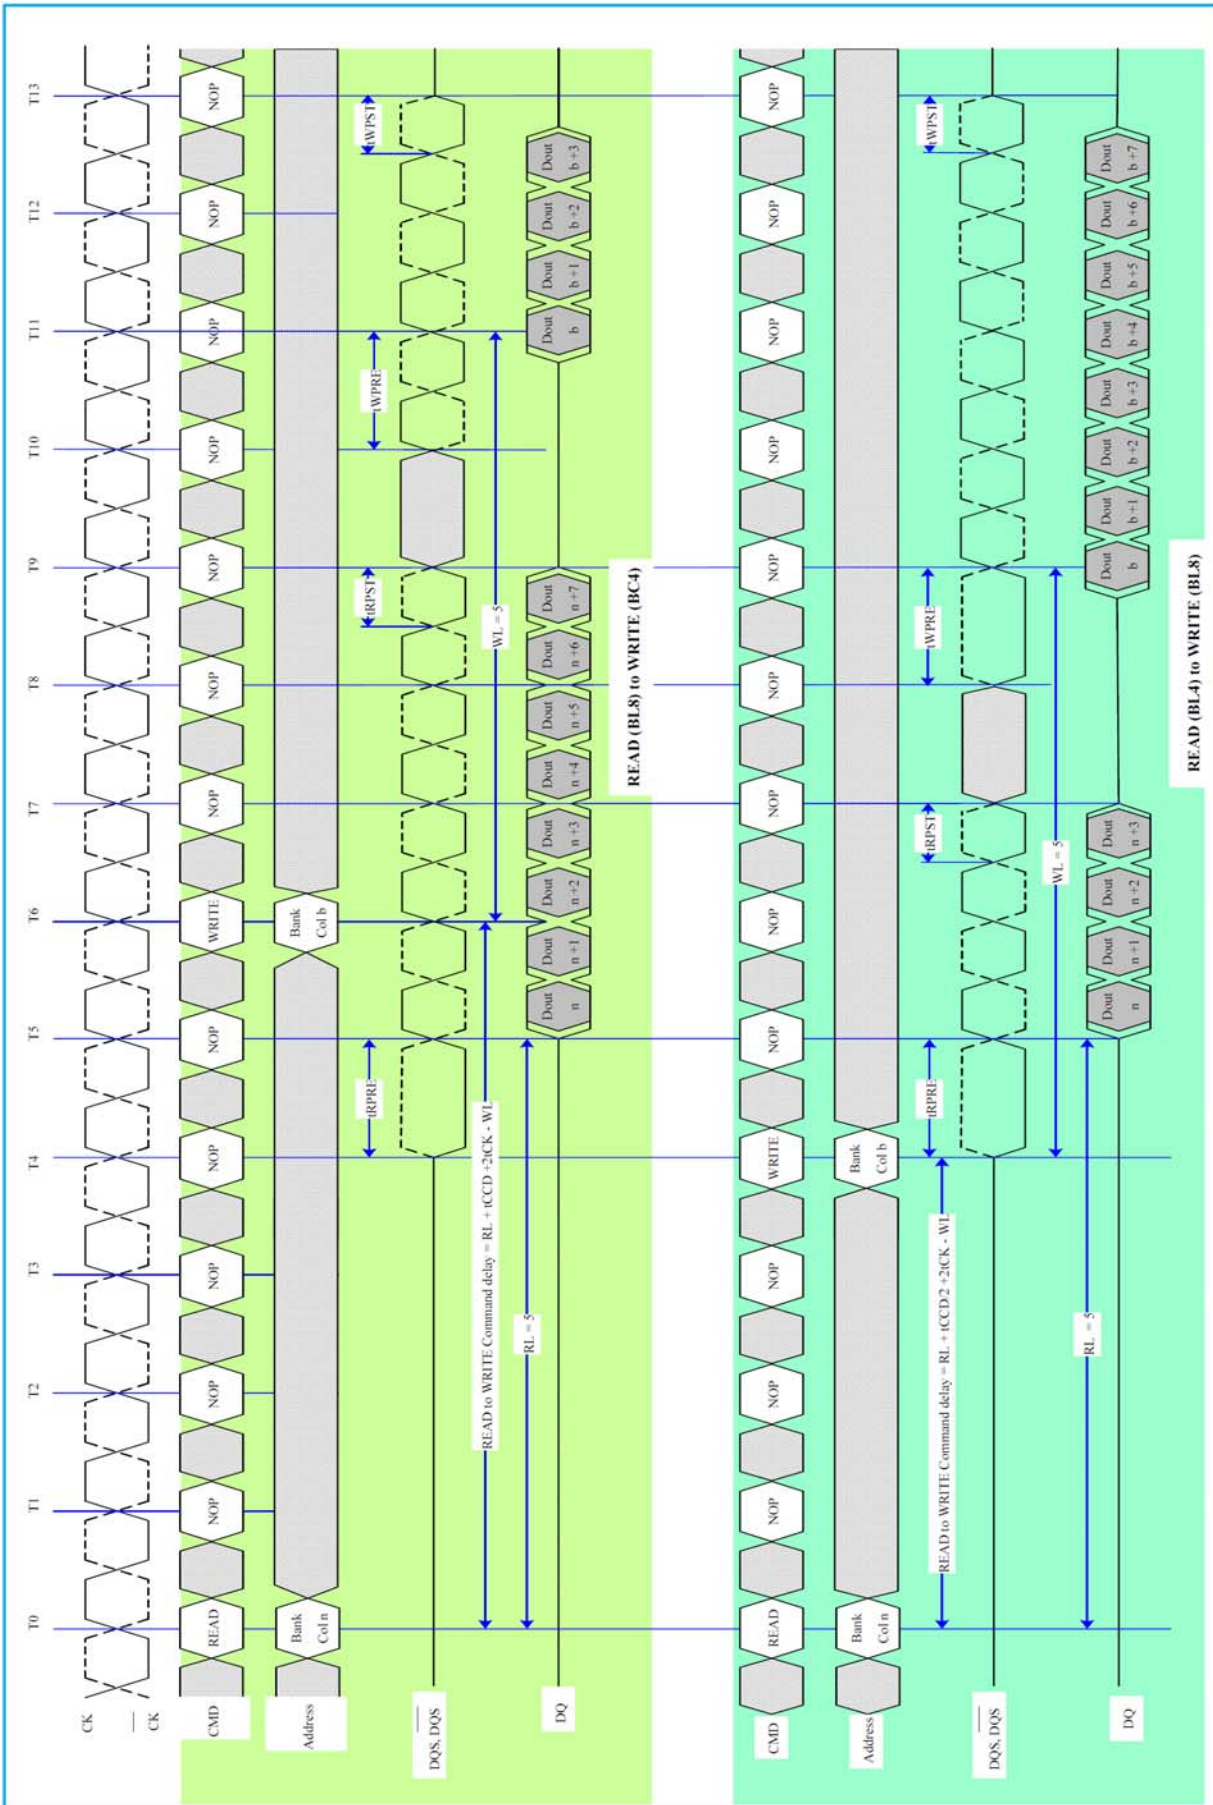 T0 T1 T2 T3 T4 T5 T6 T7 T8 T9 T10 T11 T12 T13
CK
CK
CMD READ NOP NOP NOP NOP NOP WRITE NOP NOP NOP NOP NOP NOP NOP
Address Bank Col n Bank Col b
tRPRE tRPST tWPRE tWPST
DQS, DQS
READ to WRITE Command delay = RL + tCCD +2tCK - WL WL = 5
RL = 5
DQ Dout n Dout n+1 Dout n+2 Dout n+3 Dout n+4 Dout n+5 Dout n+6 Dout n+7 Dout b Dout b+1 Dout b+2 Dout b+3
READ (BL8) to WRITE (BC4)
CMD READ NOP NOP NOP WRITE NOP NOP NOP NOP NOP NOP NOP NOP NOP
Address Bank Col n Bank Col b
tRPRE tRPST tWPRE tWPST
READ to WRITE Command delay = RL + tCCD/2 +2tCK - WL
DQS, DQS
WL = 5
RL = 5
DQ Dout n Dout n+1 Dout n+2 Dout n+3 Dout b Dout b+1 Dout b+2 Dout b+3 Dout b+4 Dout b+5 Dout b+6 Dout b+7
READ (BL4) to WRITE (BL8)